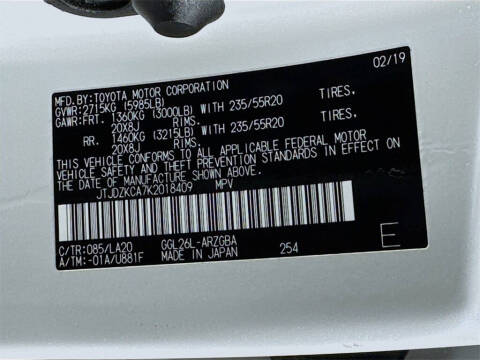 MFD.BY:TOYOTA MOTOR CORPORATION 02/19
GVWR:2715KG (5985LB)
GAWR:FRT. 1360KG (3000LB) WITH 235/55R20 TIRES,
20X8J RIMS.
RR. 1460KG (3215LB) WITH 235/55R20 TIRES,
20X8J RIMS.
THIS VEHICLE CONFORMS TO ALL APPLICABLE FEDERAL MOTOR
VEHICLE SAFETY AND THEFT PREVENTION STANDARDS IN EFFECT ON
THE DATE OF MANUFACTURE SHOWN ABOVE.
JTJDZKCA7K2018409 MPV
C/TR:085/LA20 GGL26L-ARZGBA
A/TM:-01A/U881F MADE IN JAPAN 254 E